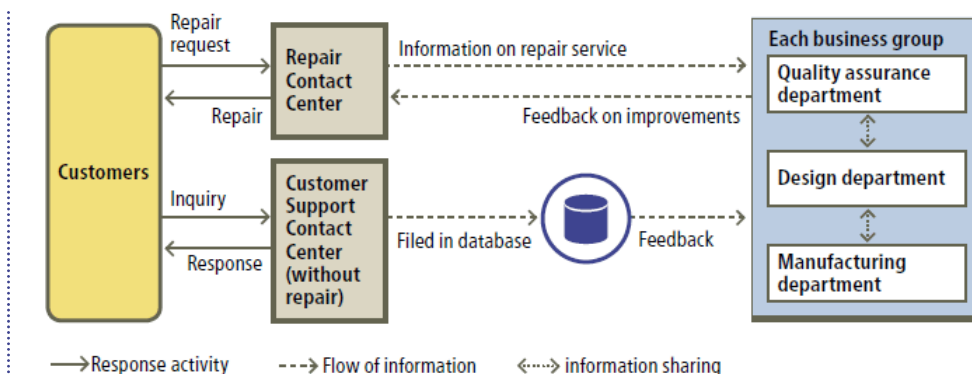 Repair
request
Repair
Contact
Center
Information on repair service
Each business group
Quality assurance
department
Repair
Feedback on improvements
Customers
Inquiry
Customer
Support
Contact
Center
(without
repair)
Design department
Filed in database
Feedback
Response
Manufacturing
department
Response activity
Flow of information
information sharing